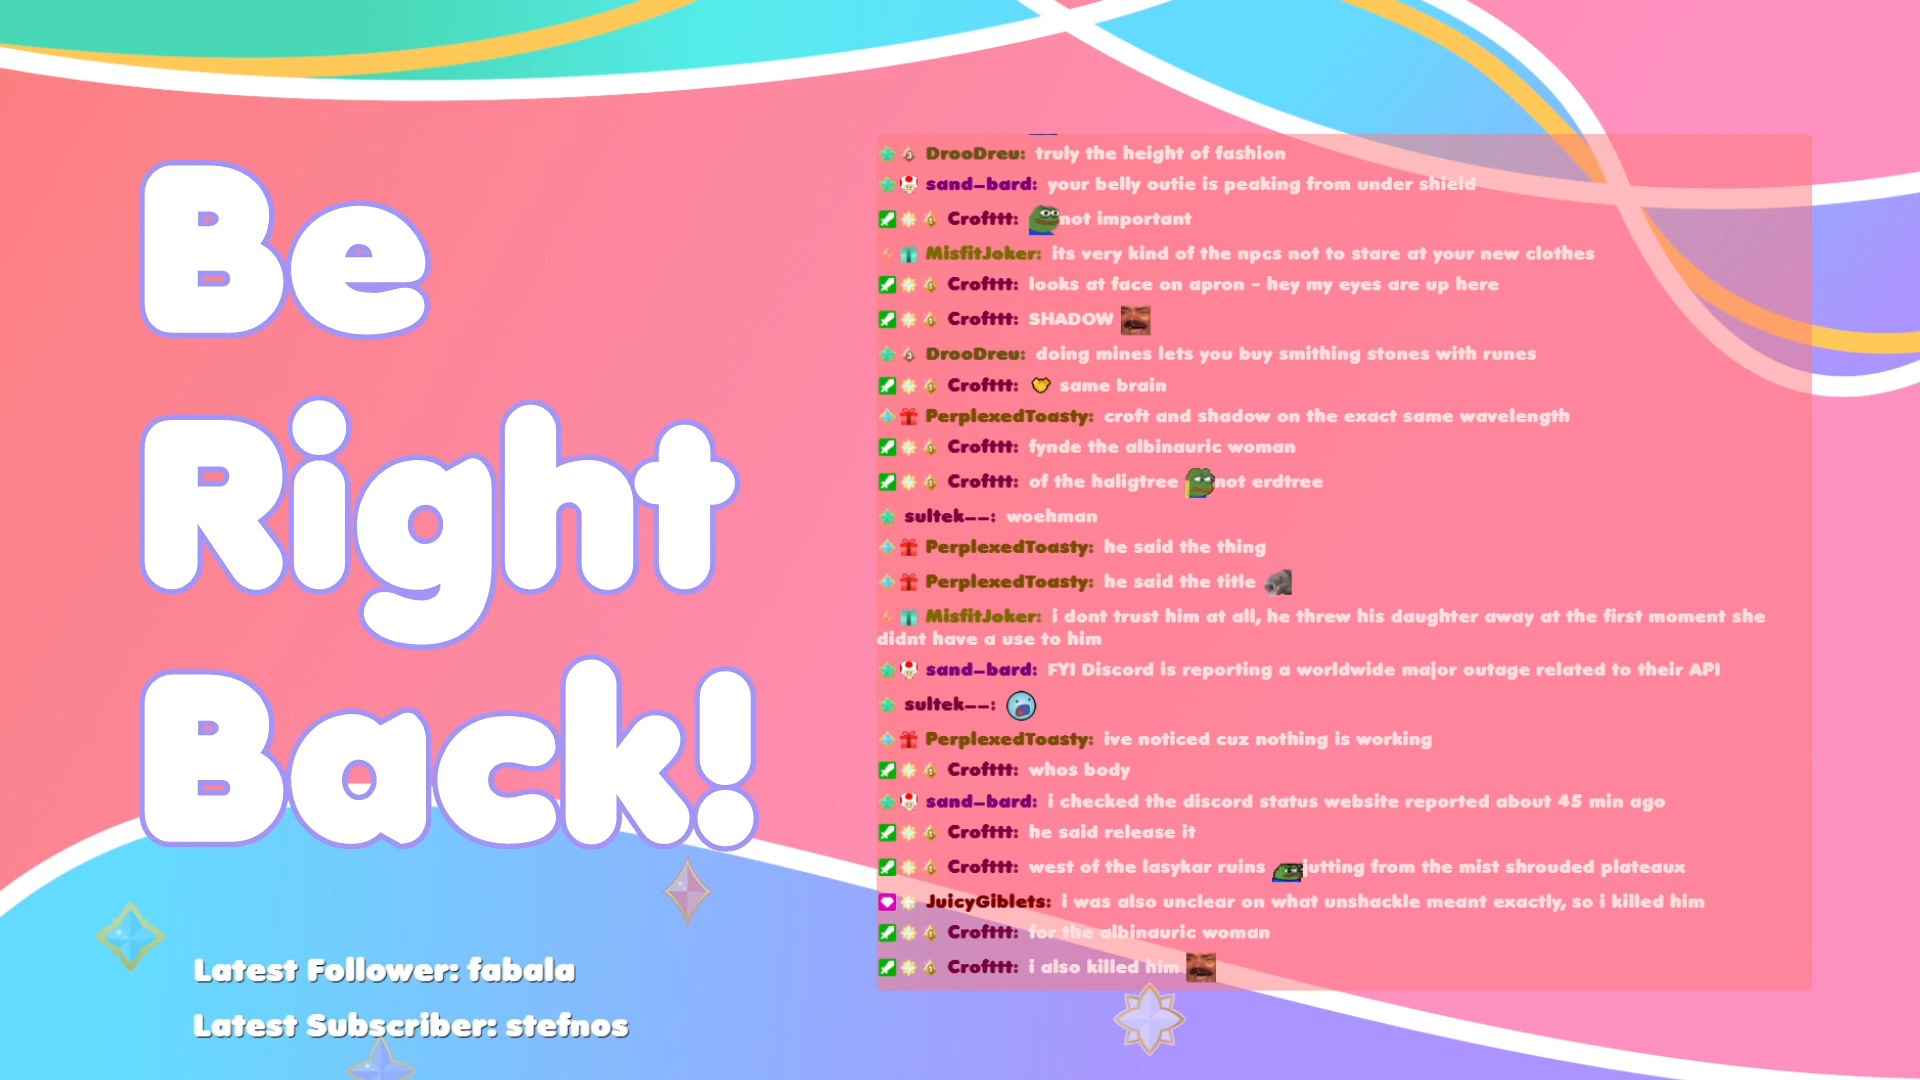 Be
Right
Back!
Latest Follower: fabala
Latest Subscriber: stefnos
DrooDreu: truly the height of fashion
sand-bard: your belly outie is peaking from under shield
Crofttt: not important
MisfitJoker: its very kind of the npcs not to stare at your new clothes
Crofttt: looks at face on apron - hey my eyes are up here
Crofttt: SHADOW
DrooDreu: doing mines lets you buy smithing stones with runes
Crofttt: same brain
PerplexedToasty: croft and shadow on the exact same wavelength
Crofttt: fynde the albinauric woman
Crofttt: of the haligtree not erdtree
sultek--: woehman
PerplexedToasty: he said the thing
PerplexedToasty: he said the title
MisfitJoker: i dont trust him at all, he threw his daughter away at the first moment she
didnt have a use to him
sand-bard: FYI Discord is reporting a worldwide major outage related to their API
sultek--:
PerplexedToasty: ive noticed cuz nothing is working
Crofttt: whos body
sand-bard: i checked the discord status website reported about 45 min ago
Crofttt: he said release it
Crofttt: west of the lasykar ruins jutting from the mist shrouded plateaux
JuicyGiblets: i was also unclear on what unshackle meant exactly, so i killed him
Crofttt: for the albinauric woman
Crofttt: i also killed him